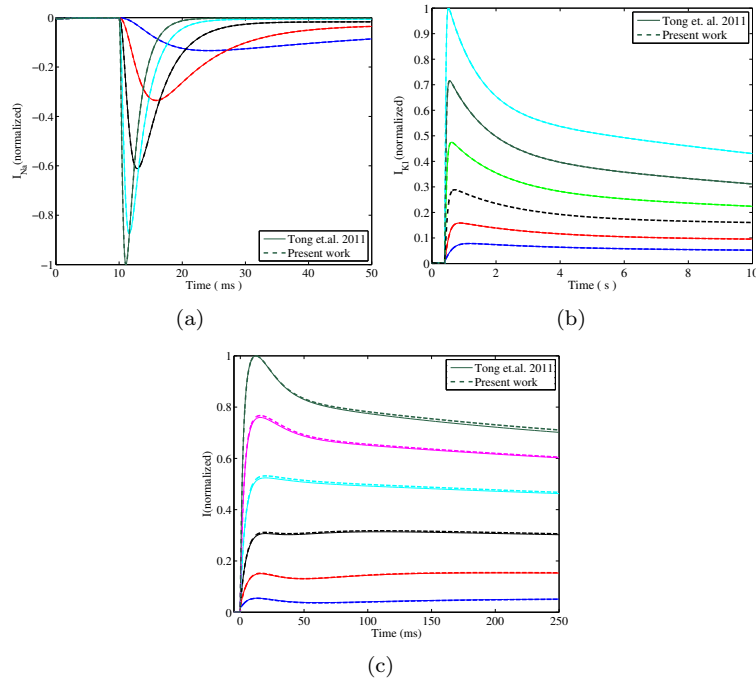 0
−0.2
−0.4
−0.6
−0.8
−1
I_Na (normalized)
0 10 20 30 40 50
Time ( ms )
Tong et.al. 2011
Present work
(a)
1
0.9
0.8
0.7
0.6
0.5
0.4
0.3
0.2
0.1
0
I_K1 (normalized)
0 2 4 6 8 10
Time ( s )
Tong et. al. 2011
Present work
(b)
1
0.8
0.6
0.4
0.2
0
I(normalized)
0 50 100 150 200 250
Time (ms)
Tong et.al. 2011
Present work
(c)